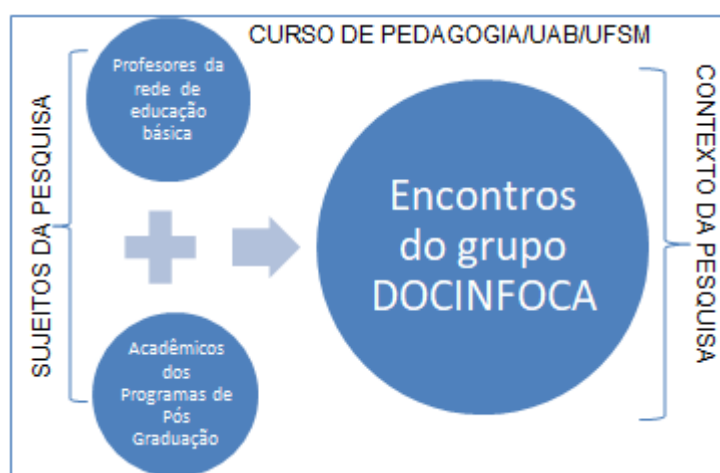 CURSO DE PEDAGOGIA/UAB/UFSM
SUJEITOS DA PESQUISA
Profesores da
rede de
educação
básica
Acadêmicos
dos
Programas de
Pós
Graduação
Encontros
do grupo
DOCINFOCA
CONTEXTO DA PESQUISA